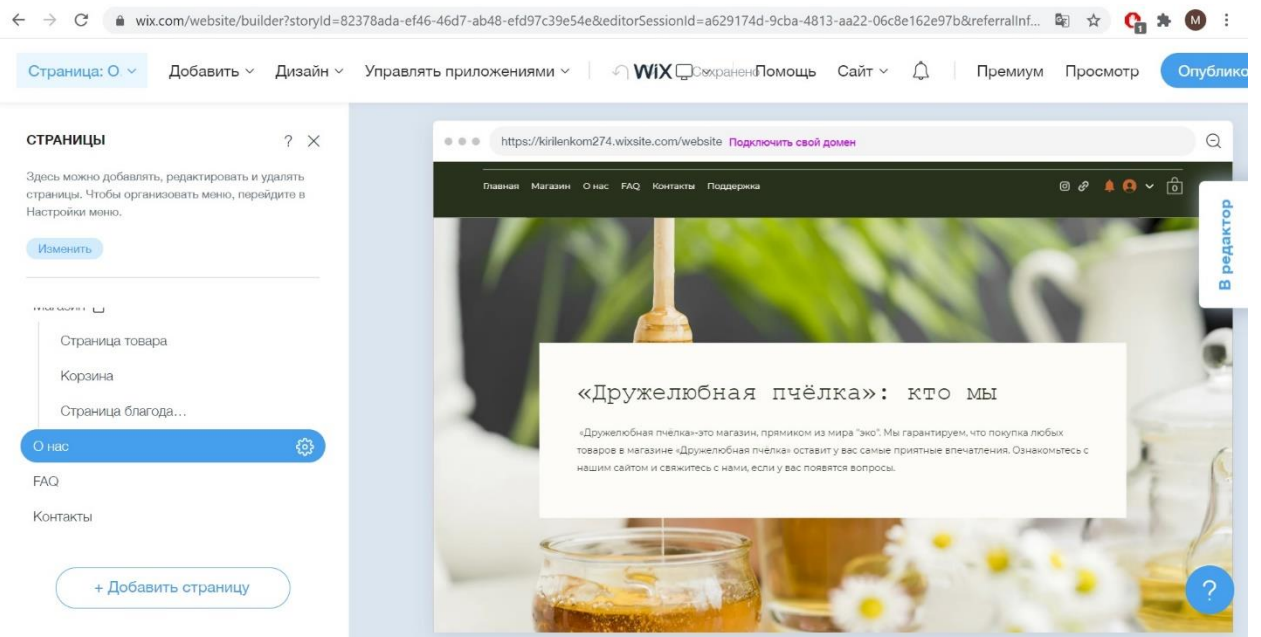 wix.com/website/builder?storyId=82378ada-ef46-46d7-ab48-efd97c39e54e&editorSessionId=a629174d-9cba-4813-aa22-06c8e162e97b&referralInf...
1
M
Страница: О. Добавить Дизайн Управлять приложениями WiX Сохранено Помощь Сайт Премиум Просмотр Опублико
СТРАНИЦЫ ?
Здесь можно добавлять, редактировать и удалять
страницы. Чтобы организовать меню, перейдите в
Настройки меню.
Изменить
Магазин
Страница товара
Корзина
Страница благода...
О нас
FAQ
Контакты
+ Добавить страницу
https://kirilenkom274.wixsite.com/website Подключить свой домен
Главная Магазин О нас FAQ Контакты Поддержка 0
В редактор
«Дружелюбная пчёлка»: кто мы
«Дружелюбная пчёлка»-это магазин, прямиком из мира "эко". Мы гарантируем, что покупка любых
товаров в магазине «Дружелюбная пчёлка» оставит у вас самые приятные впечатления. Ознакомьтесь с
нашим сайтом и свяжитесь с нами, если у вас появятся вопросы.
?